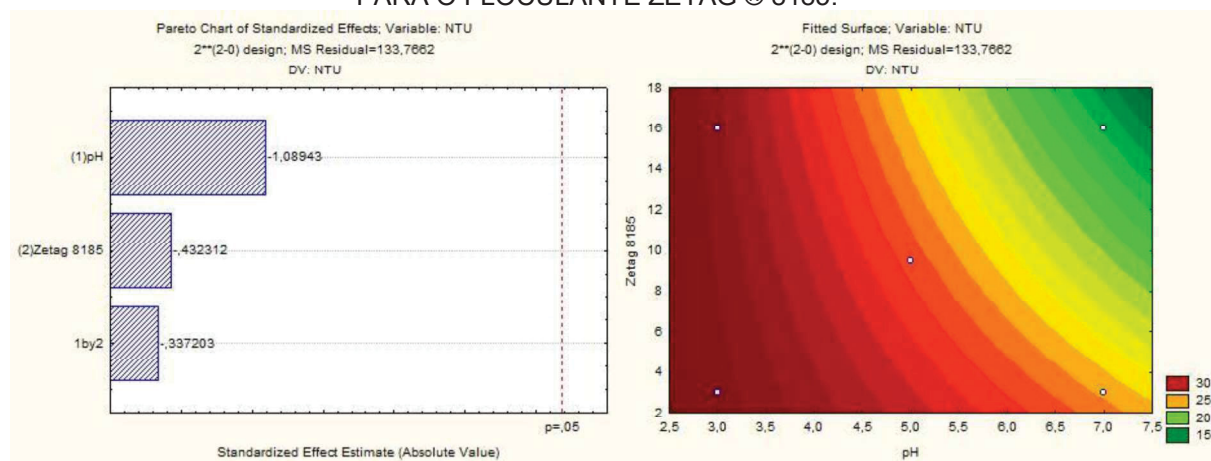 PARA O FLOCULANTE ZETAG ® 8185.
Pareto Chart of Standardized Effects; Variable: NTU
2**(2-0) design; MS Residual=133,7662
DV: NTU
(1)pH
-1,08943
(2)Zetag 8185
-,432312
1by2
-,337203
p=,05
Standardized Effect Estimate (Absolute Value)
Fitted Surface; Variable: NTU
2**(2-0) design; MS Residual=133,7662
DV: NTU
18
16
14
12
10
8
6
4
2
Zetag 8185
2,5 3,0 3,5 4,0 4,5 5,0 5,5 6,0 6,5 7,0 7,5
pH
30
25
20
15